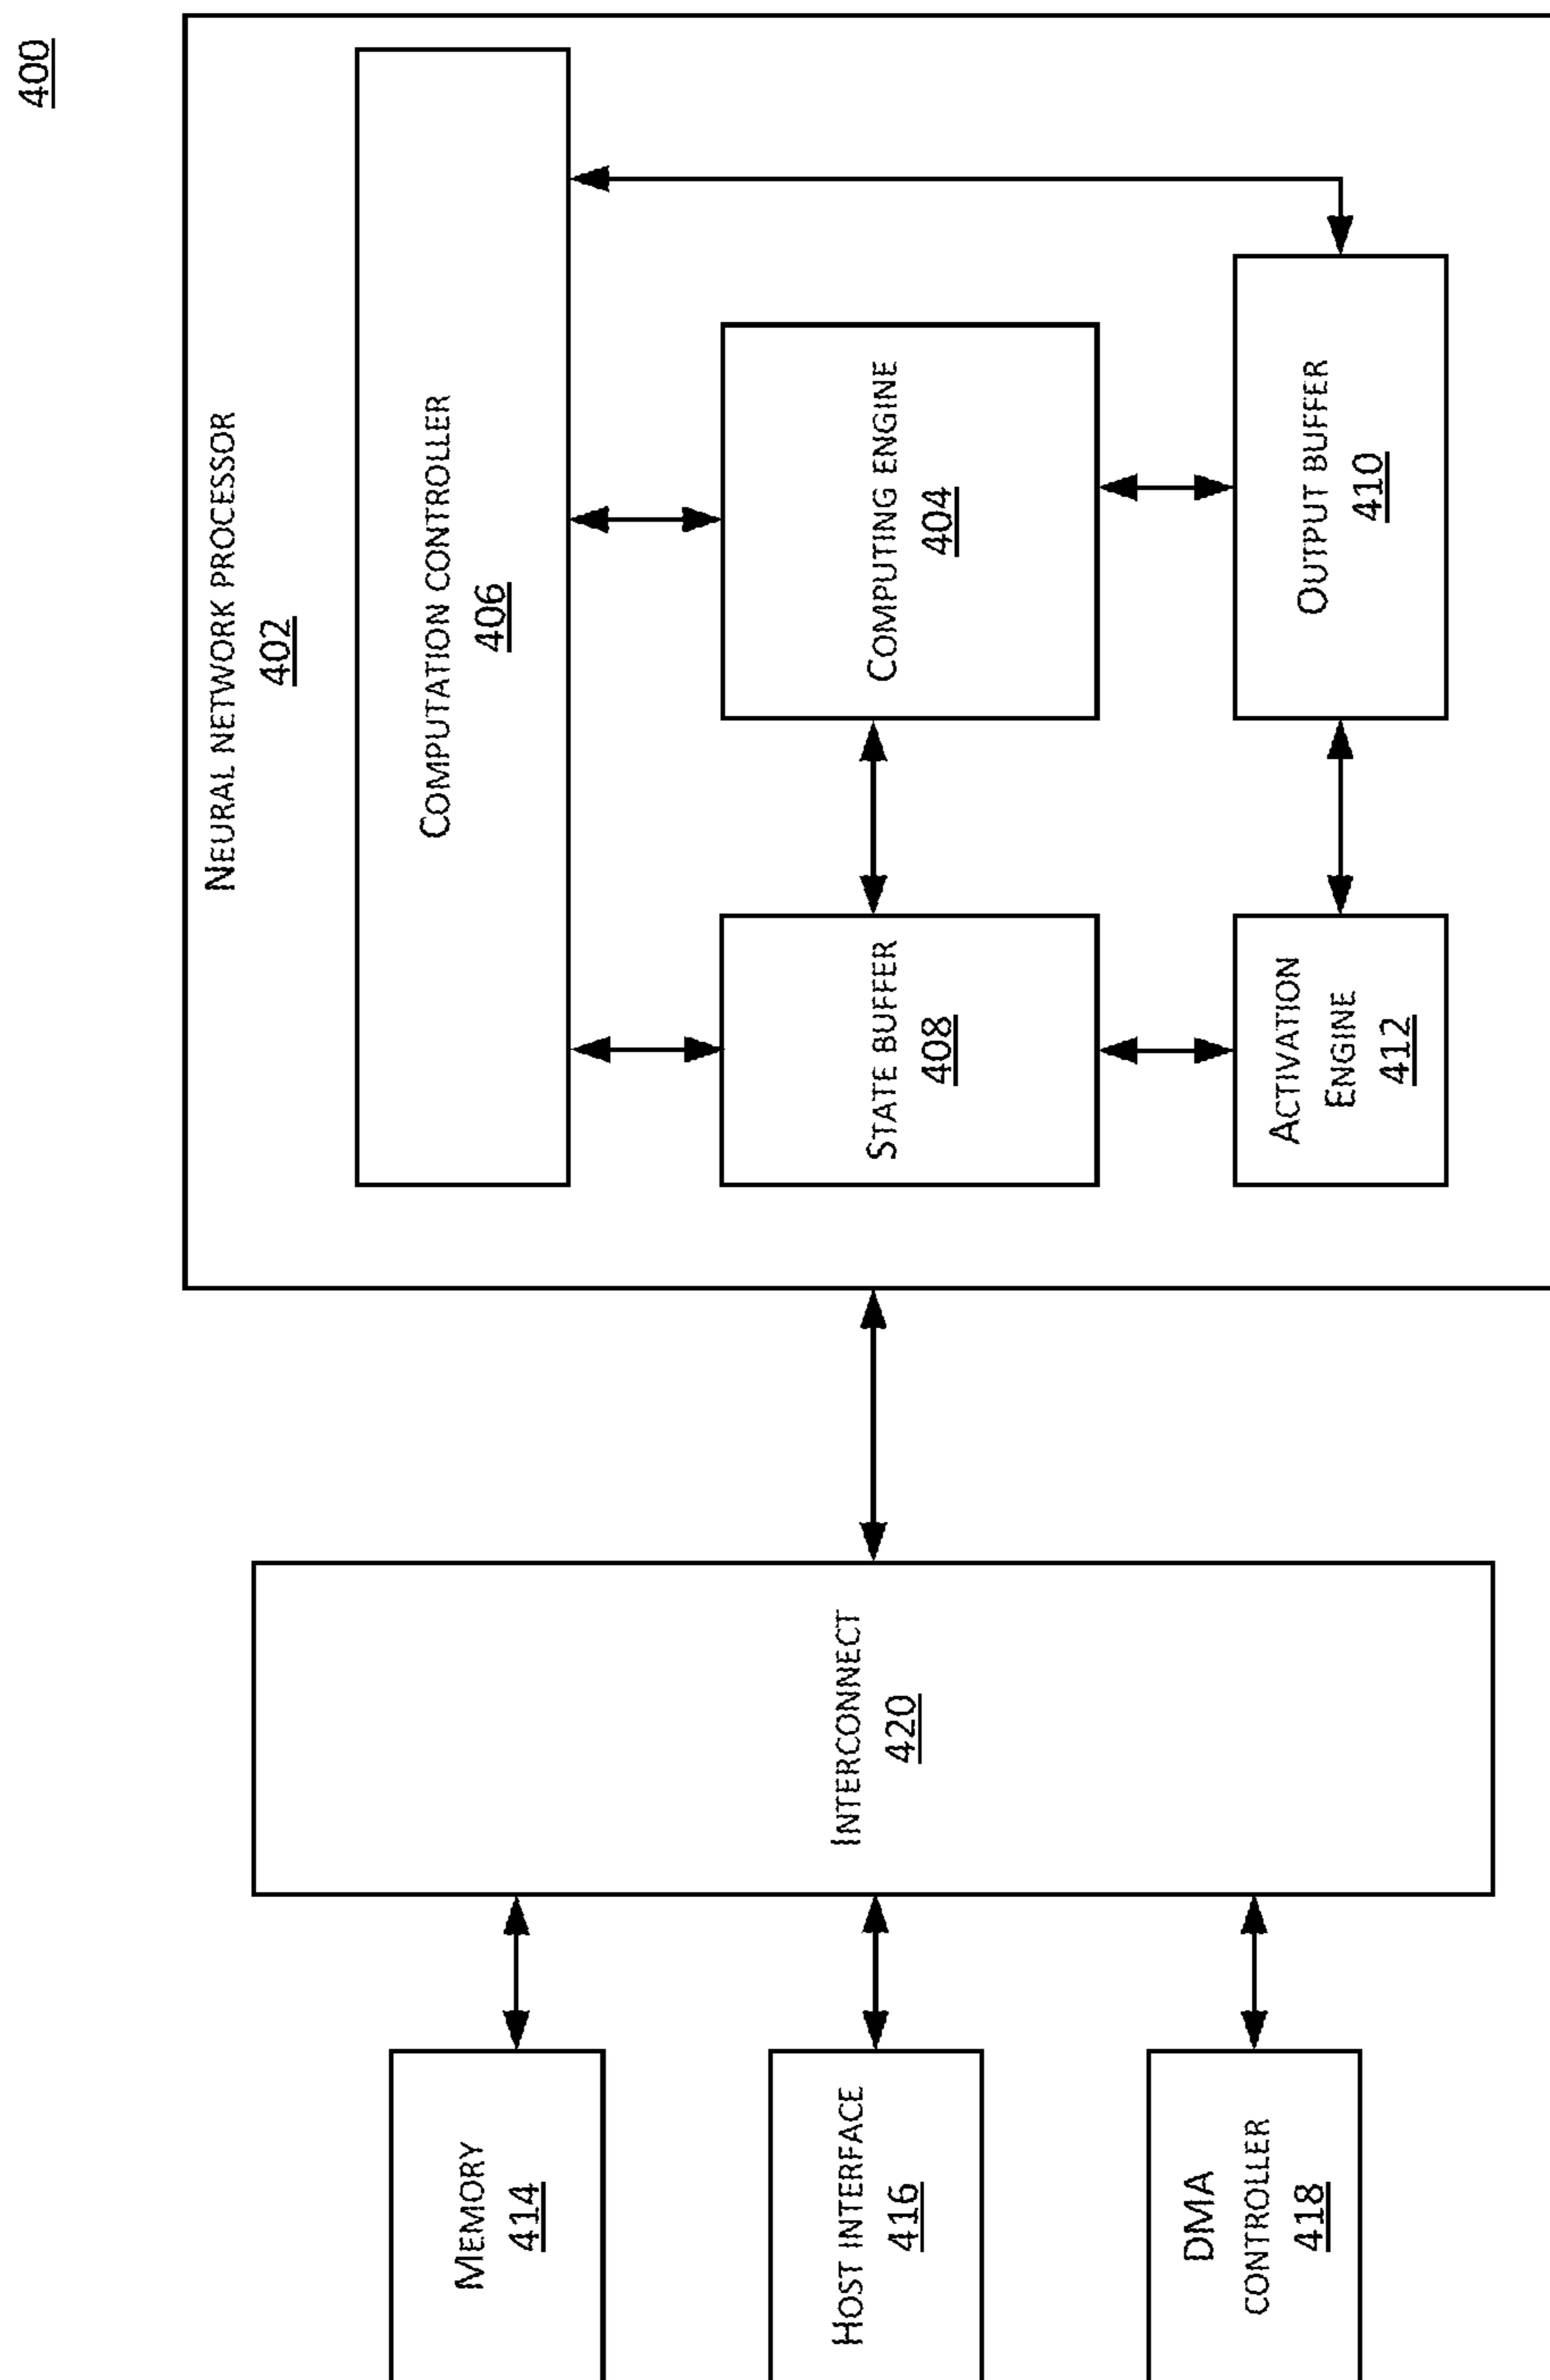 400
NEURAL NETWORK PROCESSOR
402
COMPUTATION CONTROLLER
406
MEMORY
414
STATE BUFFER
408
COMPUTING ENGINE
404
INTERCONNECT
420
HOST INTERFACE
416
DMA
CONTROLLER
418
ACTIVATION
ENGINE
412
OUTPUT BUFFER
410